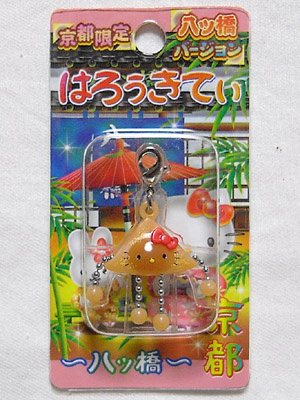 京都限定
八ッ橋
バージョン
はろうきてぃ
京都
～八ッ橋～